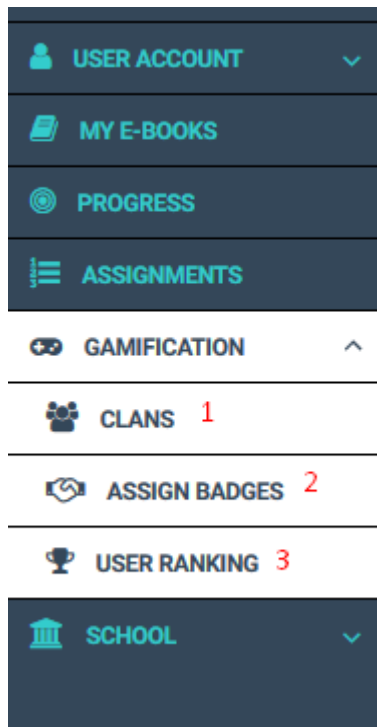 USER ACCOUNT
MY E-BOOKS
PROGRESS
ASSIGNMENTS
GAMIFICATION
CLANS 1
ASSIGN BADGES 2
USER RANKING 3
SCHOOL